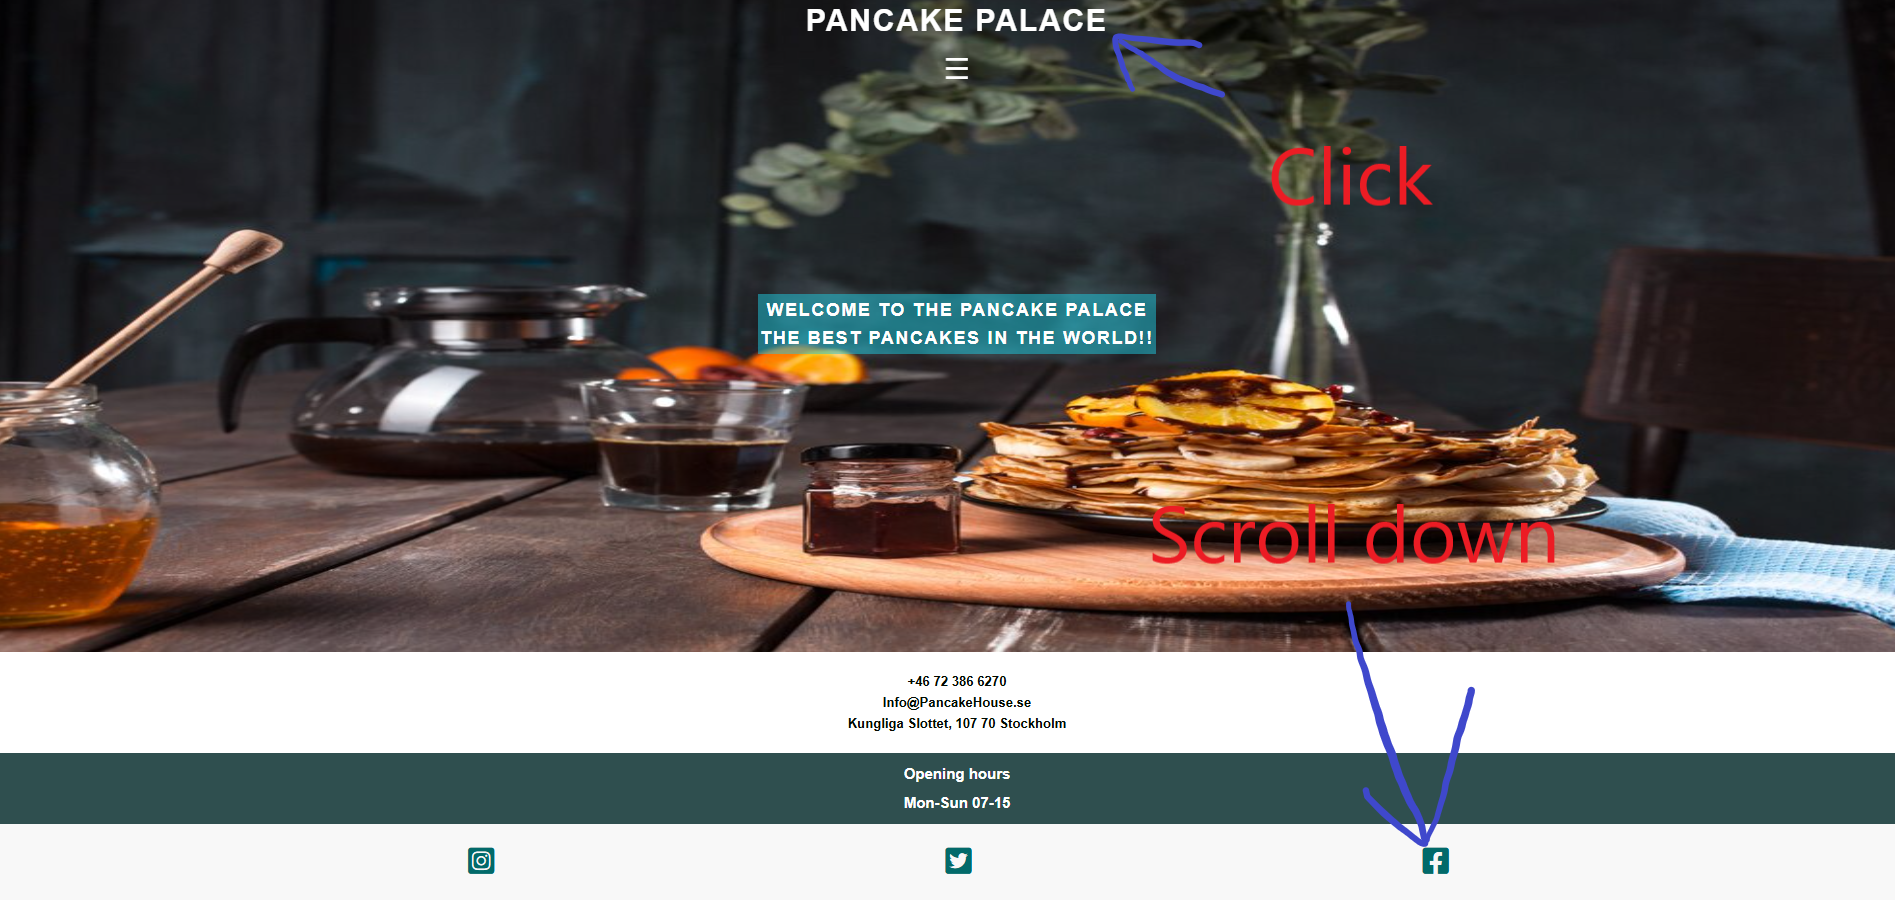 PANCAKE PALACE
Click
WELCOME TO THE PANCAKE PALACE
THE BEST PANCAKES IN THE WORLD!!
Scroll down
+46 72 386 6270
Info@PancakeHouse.se
Kungliga Slottet, 107 70 Stockholm
Opening hours
Mon-Sun 07-15